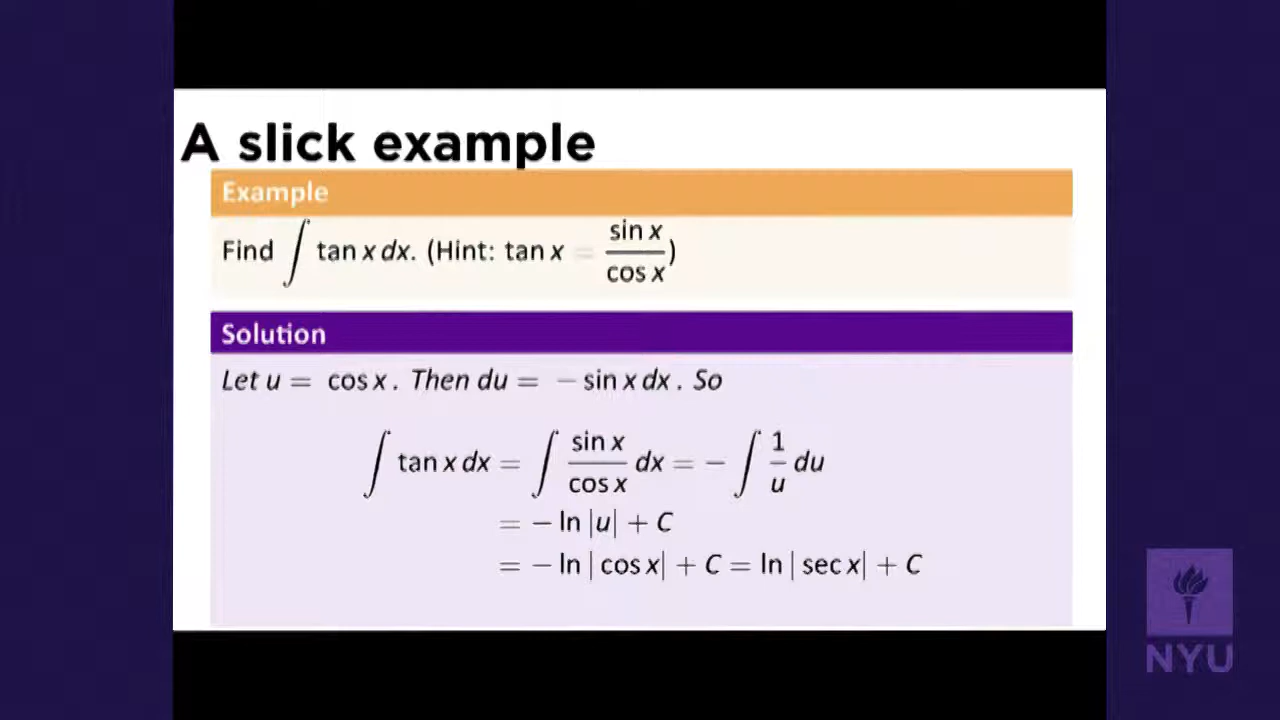 A slick example
Example
Find ∫ tan x dx. (Hint: tan x = sin x / cos x)
Solution
Let u = cos x. Then du = − sin x dx. So
∫ tan x dx = ∫ sin x / cos x dx = − ∫ 1 / u du
= − ln |u| + C
= − ln | cos x| + C = ln | sec x| + C
NYU